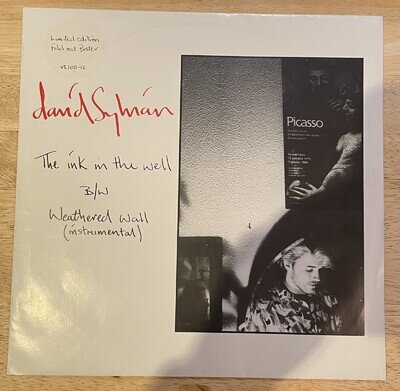 Limited edition
fold out poster
VS 700-12
david Sylvian
The ink in the well
B/W
Weathered Wall
(instrumental)
Picasso